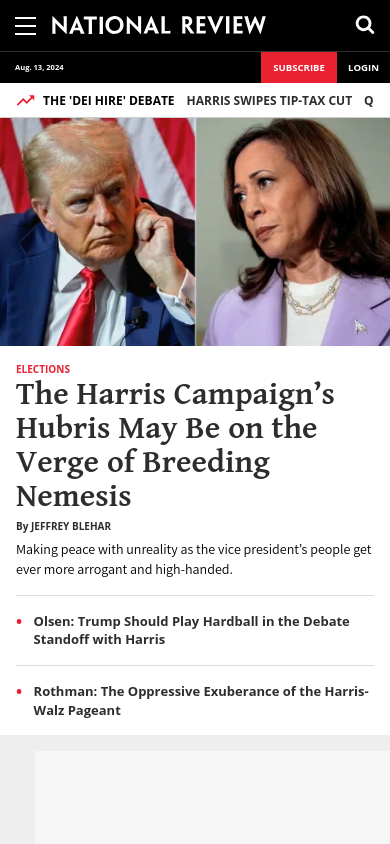 NATIONAL REVIEW
Aug. 13, 2024
SUBSCRIBE
LOGIN
THE 'DEI HIRE' DEBATE
HARRIS SWIPES TIP-TAX CUT
Q
ELECTIONS
The Harris Campaign’s
Hubris May Be on the
Verge of Breeding
Nemesis
By JEFFREY BLEHAR
Making peace with unreality as the vice president’s people get
ever more arrogant and high-handed.
Olsen: Trump Should Play Hardball in the Debate
Standoff with Harris
Rothman: The Oppressive Exuberance of the Harris-
Walz Pageant